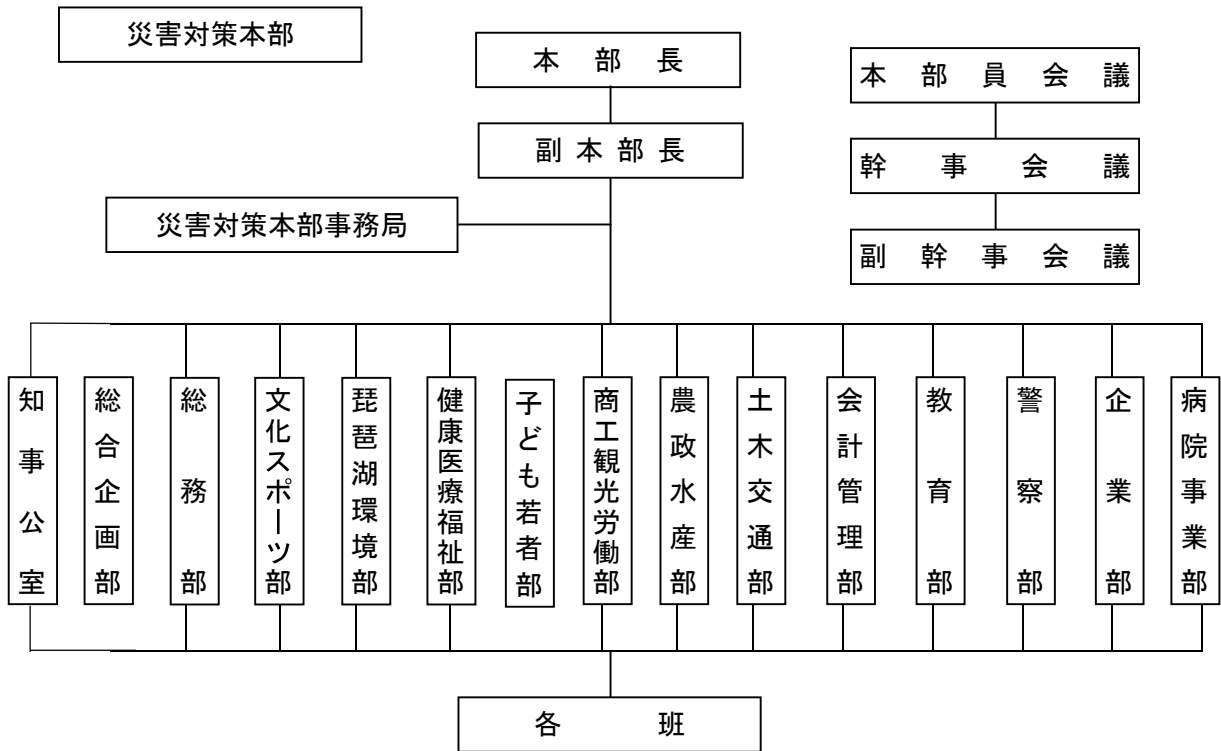 災害対策本部
本部長
本部員会議
副本部長
幹事会議
災害対策本部事務局
副幹事会議
知事公室
総合企画部
総務部
文化スポーツ部
琵琶湖環境部
健康医療福祉部
子ども若者部
商工観光労働部
農政水産部
土木交通部
会計管理部
教育部
警察部
企業部
病院事業部
各班